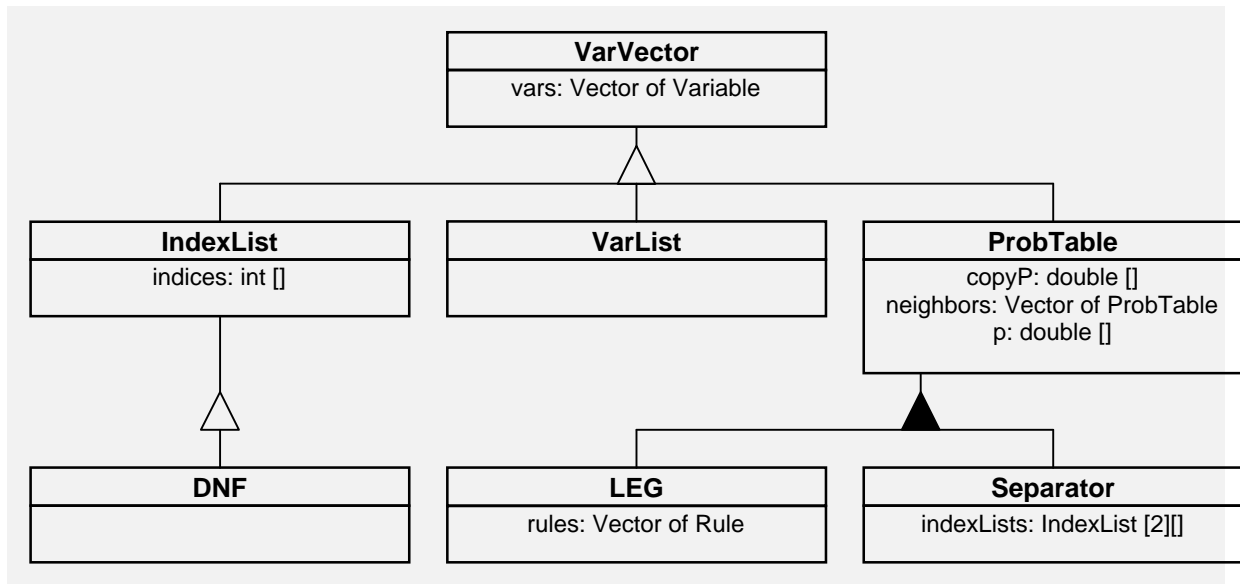 VarVector
vars: Vector of Variable
IndexList
indices: int []
VarList
ProbTable
copyP: double []
neighbors: Vector of ProbTable
p: double []
DNF
LEG
rules: Vector of Rule
Separator
indexLists: IndexList [2][]